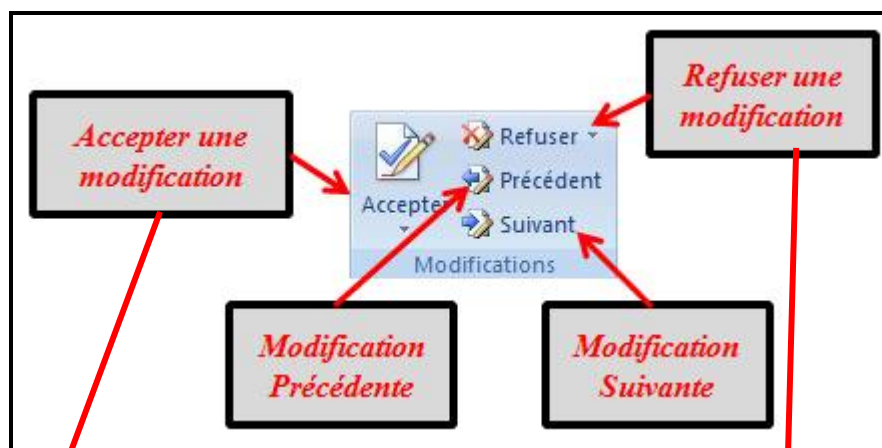 Refuser une
modification
Accepter une
modification
Refuser
Précédent
Accepter
Suivant
Modifications
Modification
Précédente
Modification
Suivante